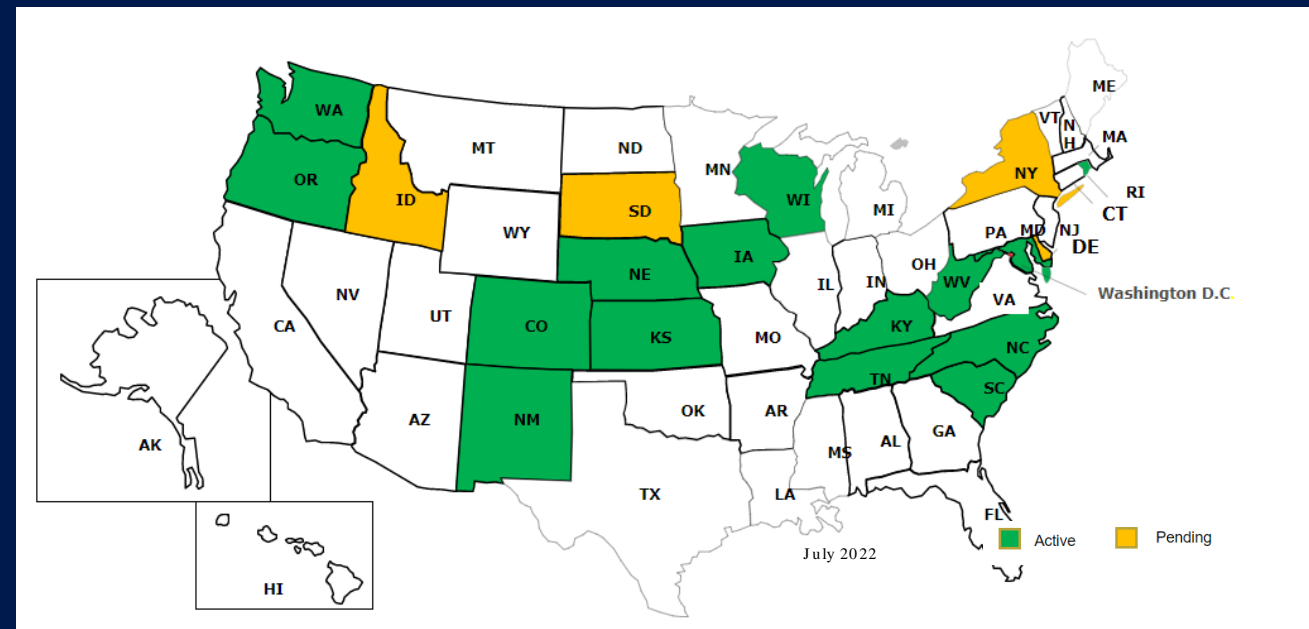 ME
WA
VT
N
H
MA
MT
ND
MN
OR
NY
ID
WI
RI
SD
MI
CT
WY
PA
MD
NJ
DE
IA
OH
NE
IL
IN
WV
Washington D.C.
NV
VA
UT
CA
CO
KY
KS
MO
NC
TN
SC
OK
AR
AZ
NM
GA
AL
AK
MS
TX
LA
FL
Active
Pending
July 2022
HI